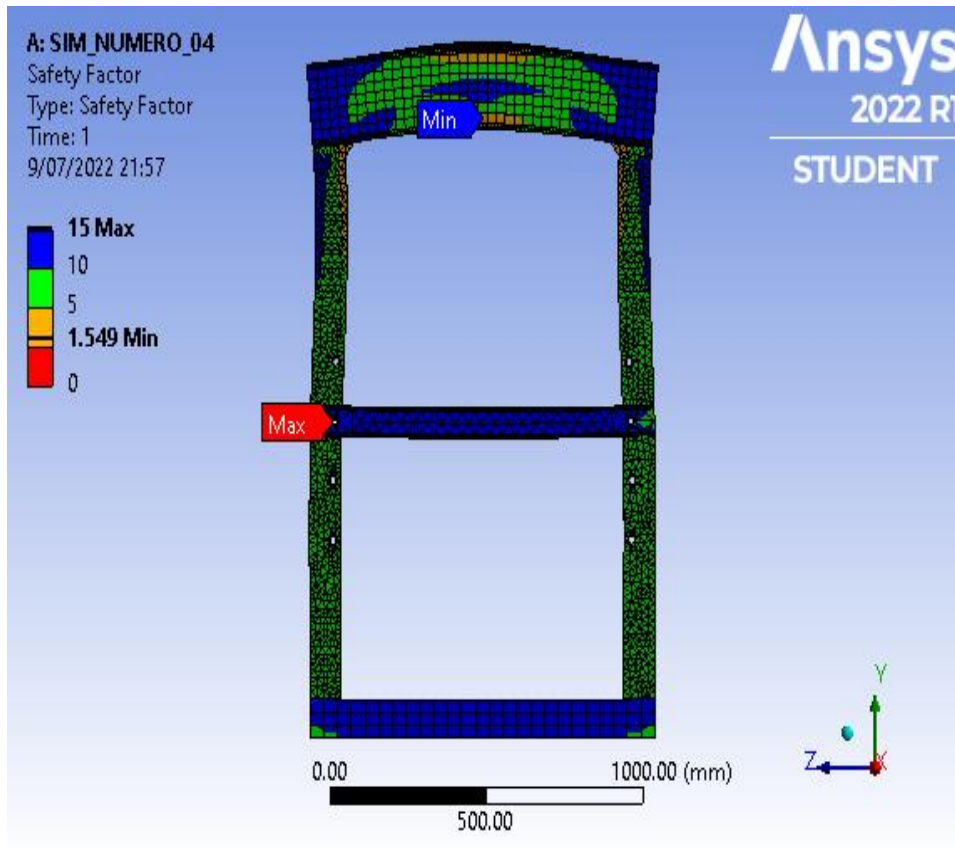 A: SIM_NUMERO_04
Safety Factor
Type: Safety Factor
Time: 1
9/07/2022 21:57
15 Max
10
5
1.549 Min
0
Min
Max
Ansys
2022 R1
STUDENT
0.00
1000.00 (mm)
500.00
Y
Z
X